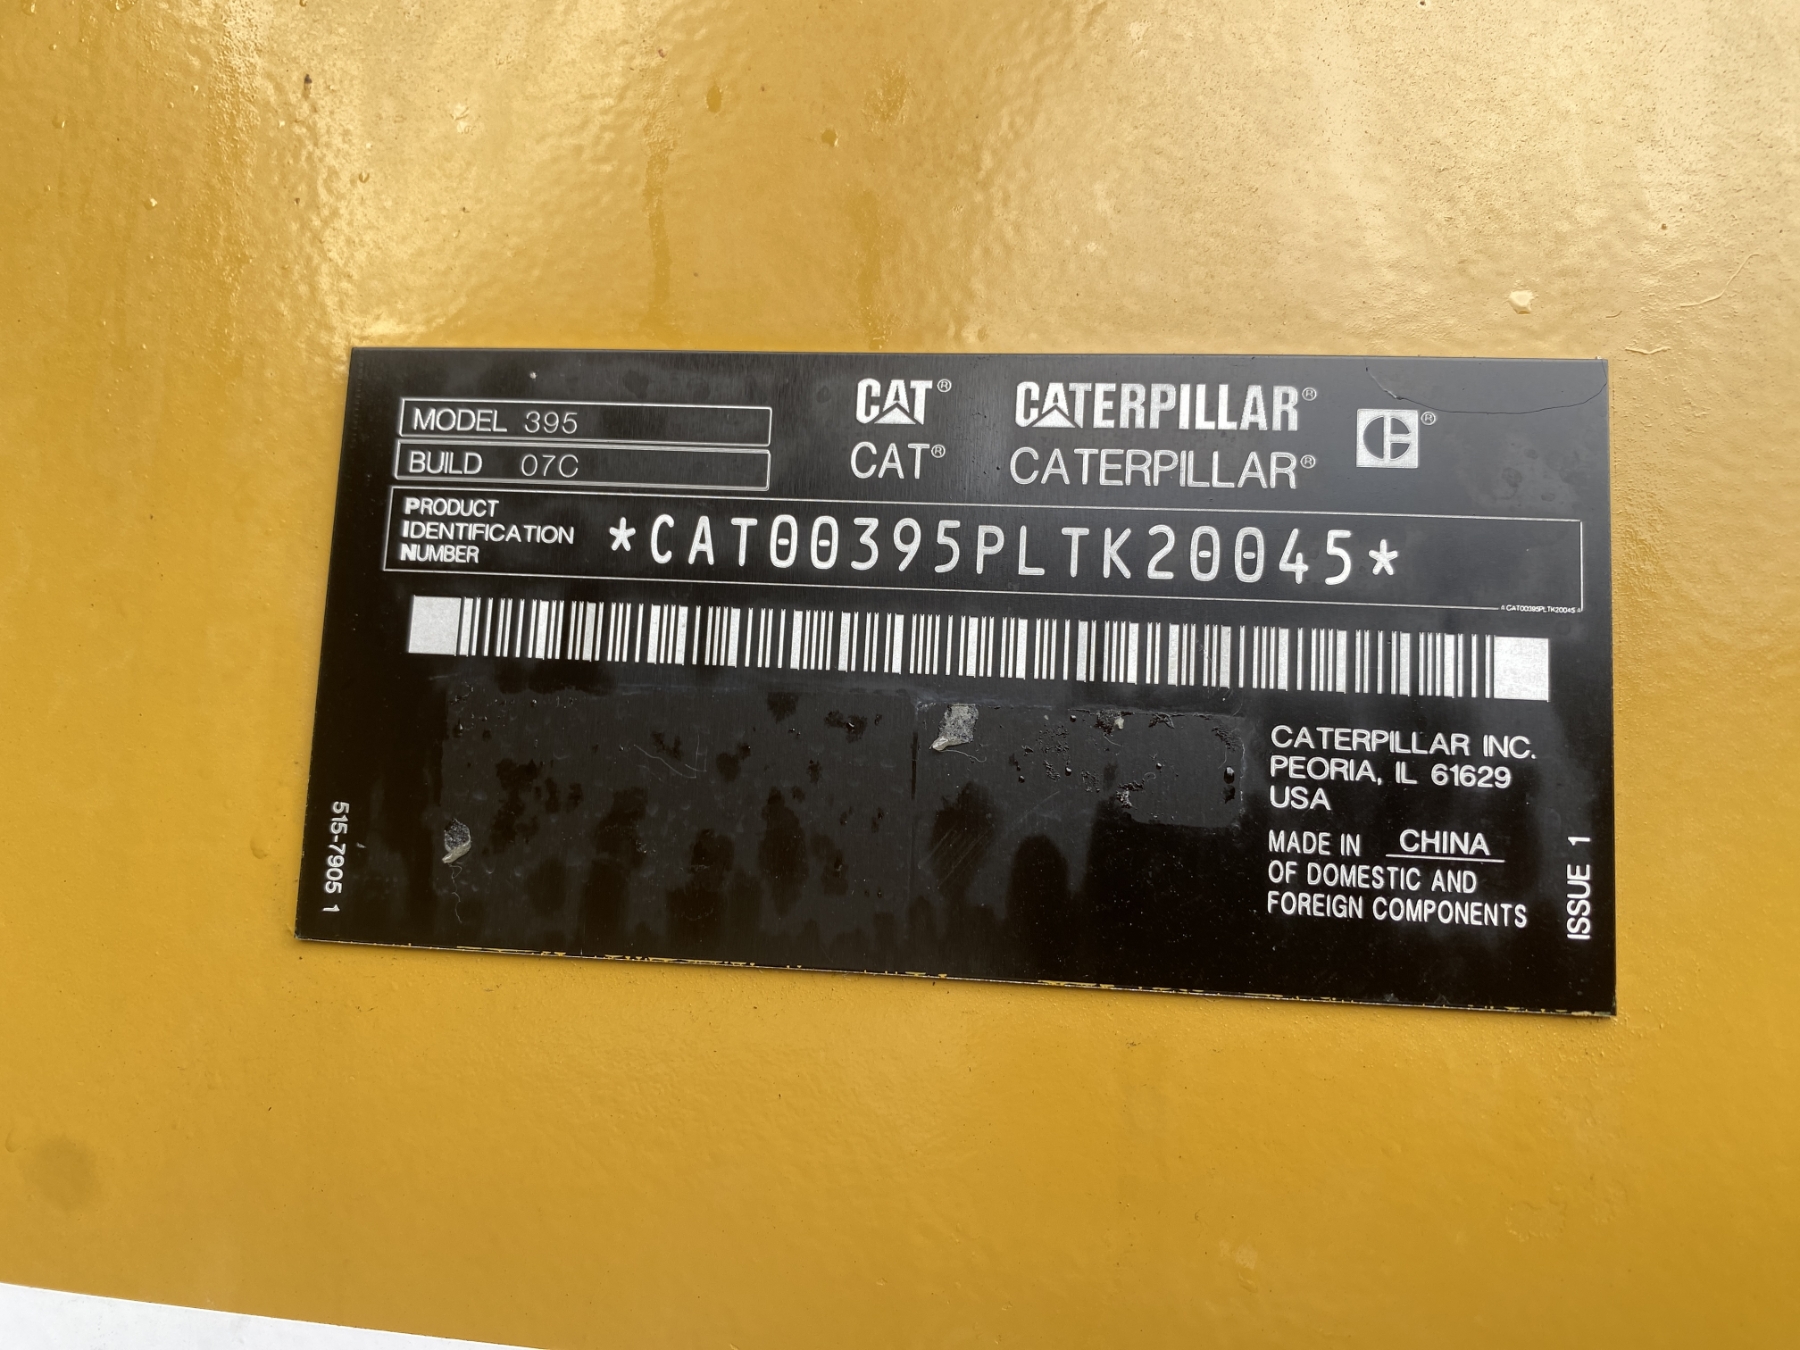 MODEL 395
BUILD 07C
CAT® CATERPILLAR®
CAT® CATERPILLAR®
PRODUCT
IDENTIFICATION
NUMBER
*CAT00395PLTK20045*
*CAT00395PLTK20045*
CATERPILLAR INC.
PEORIA, IL 61629
USA
MADE IN CHINA
OF DOMESTIC AND
FOREIGN COMPONENTS
515-7905 1
ISSUE 1